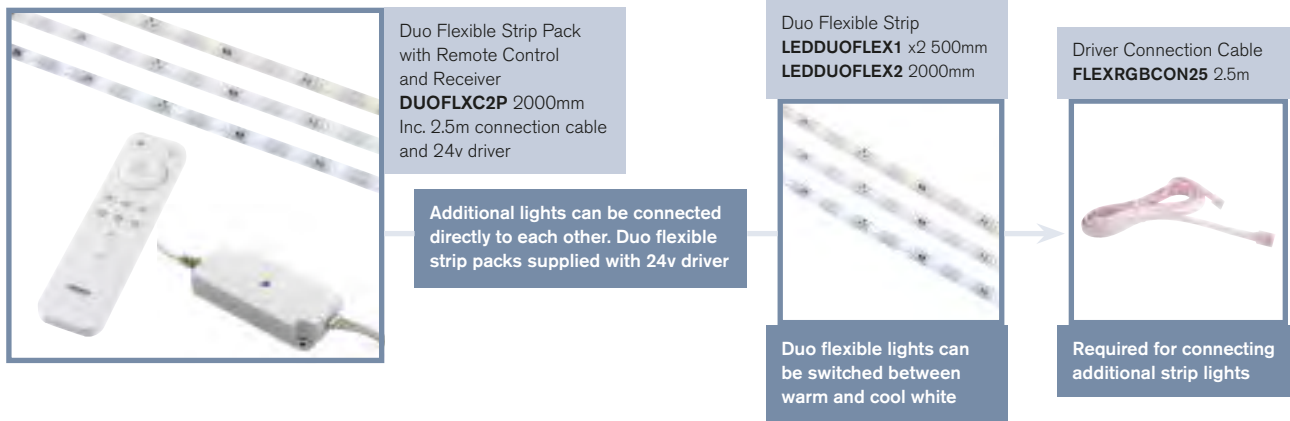 Duo Flexible Strip Pack
with Remote Control
and Receiver
DUOFLXC2P 2000mm
Inc. 2.5m connection cable
and 24v driver
Additional lights can be connected
directly to each other. Duo flexible
strip packs supplied with 24v driver
Duo Flexible Strip
LEDDUOFLEX1 x2 500mm
LEDDUOFLEX2 2000mm
Duo flexible lights can
be switched between
warm and cool white
Driver Connection Cable
FLEXRGBCON25 2.5m
Required for connecting
additional strip lights